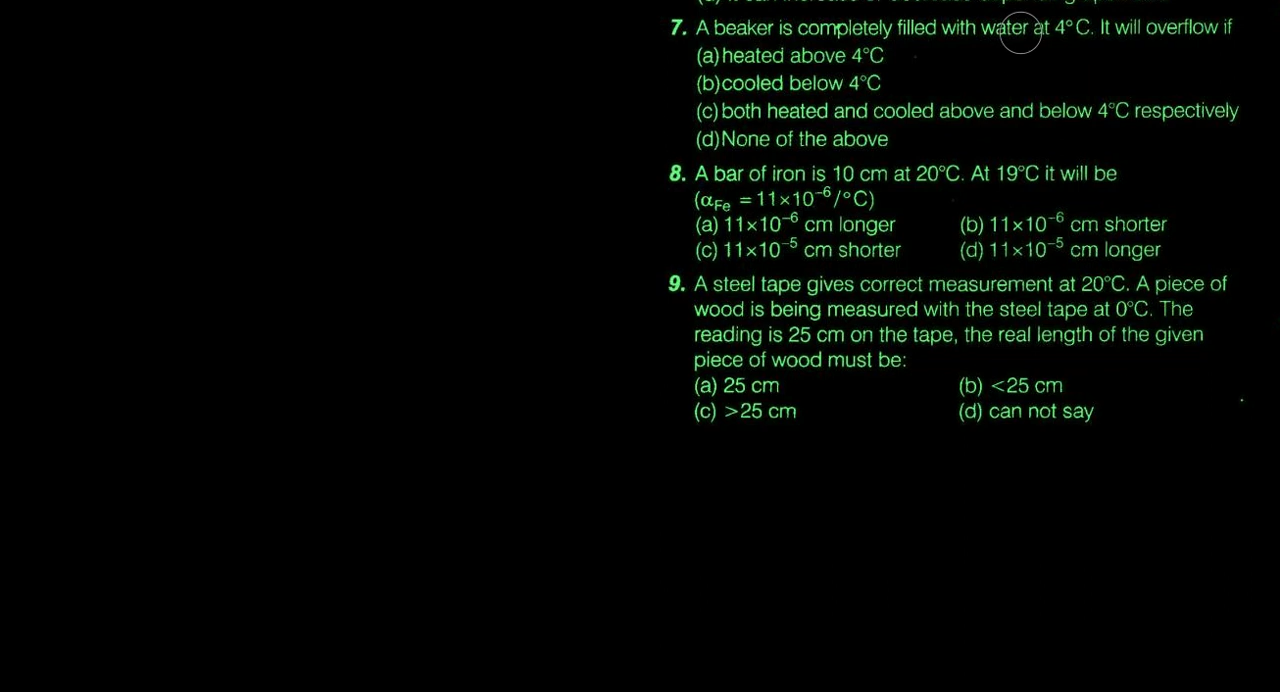 7. A beaker is completely filled with water at 4°C. It will overflow if
(a) heated above 4°C
(b) cooled below 4°C
(c) both heated and cooled above and below 4°C respectively
(d) None of the above
8. A bar of iron is 10 cm at 20°C. At 19°C it will be
(αFe = 11×10⁻⁶/°C)
(a) 11×10⁻⁶ cm longer (b) 11×10⁻⁶ cm shorter
(c) 11×10⁻⁵ cm shorter (d) 11×10⁻⁵ cm longer
9. A steel tape gives correct measurement at 20°C. A piece of
wood is being measured with the steel tape at 0°C. The
reading is 25 cm on the tape, the real length of the given
piece of wood must be:
(a) 25 cm (b) <25 cm
(c) >25 cm (d) can not say